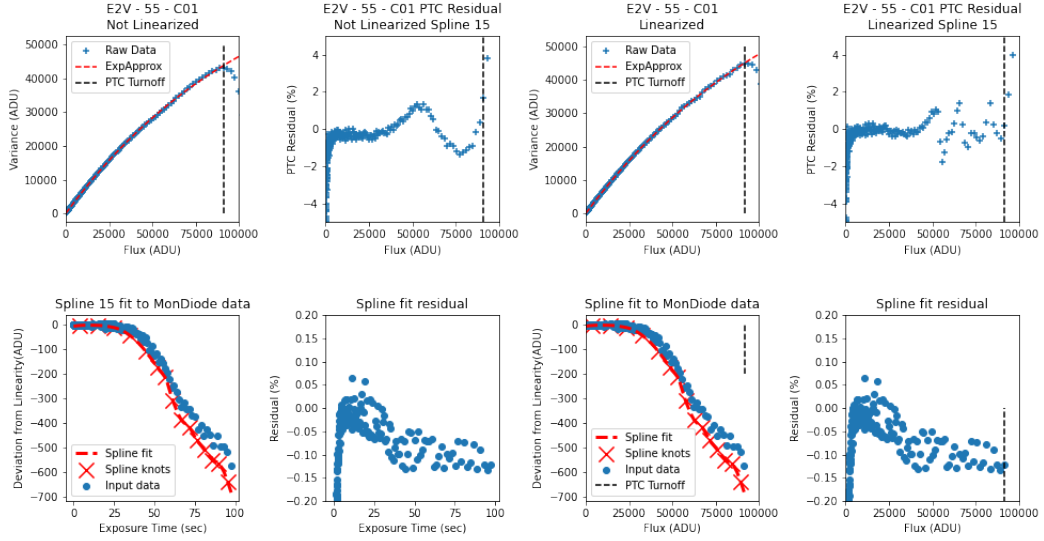 E2V - 55 - C01
Not Linearized
50000
40000
30000
20000
10000
0
Variance (ADU)
Raw Data
ExpApprox
PTC Turnoff
0 25000 50000 75000 100000
Flux (ADU)
E2V - 55 - C01 PTC Residual
Not Linearized Spline 15
4
2
0
−2
−4
PTC Residual (%)
0 25000 50000 75000 100000
Flux (ADU)
E2V - 55 - C01
Linearized
50000
40000
30000
20000
10000
0
Variance (ADU)
Raw Data
ExpApprox
PTC Turnoff
0 25000 50000 75000 100000
Flux (ADU)
E2V - 55 - C01 PTC Residual
Linearized Spline 15
4
2
0
−2
−4
PTC Residual (%)
0 25000 50000 75000 100000
Flux (ADU)
Spline 15 fit to MonDiode data
0
−100
−200
−300
−400
−500
−600
−700
Deviation from Linearity(ADU)
Spline fit
Spline knots
Input data
0 20 40 60 80 100
Exposure Time (sec)
Spline fit residual
0.20
0.15
0.10
0.05
0.00
−0.05
−0.10
−0.15
−0.20
Residual (%)
0 20 40 60 80 100
Exposure Time (sec)
Spline fit to MonDiode data
0
−100
−200
−300
−400
−500
−600
−700
Deviation from Linearity(ADU)
Spline fit
Spline knots
Input data
PTC Turnoff
0 25000 50000 75000 100000
Flux (ADU)
Spline fit residual
0.20
0.15
0.10
0.05
0.00
−0.05
−0.10
−0.15
−0.20
Residual (%)
0 25000 50000 75000 100000
Flux (ADU)